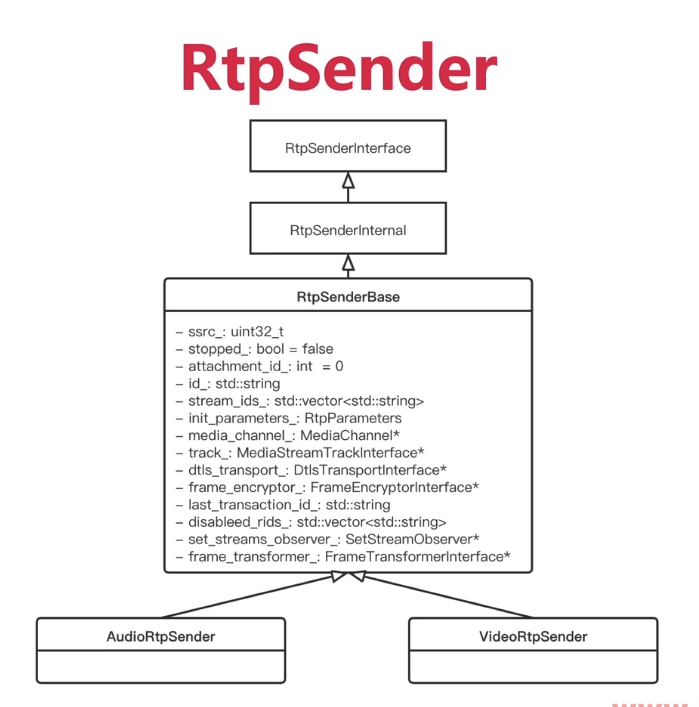 RtpSender
RtpSenderInterface
RtpSenderInternal
RtpSenderBase
– ssrc_: uint32_t
– stopped_: bool = false
– attachment_id_: int = 0
– id_: std::string
– stream_ids_: std::vector<std::string>
– init_parameters_: RtpParameters
– media_channel_: MediaChannel*
– track_: MediaStreamTrackInterface*
– dtls_transport_: DtlsTransportInterface*
– frame_encryptor_: FrameEncryptorInterface*
– last_transaction_id_: std::string
– disableed_rids_: std::vector<std::string>
– set_streams_observer_: SetStreamObserver*
– frame_transformer_: FrameTransformerInterface*
AudioRtpSender
VideoRtpSender